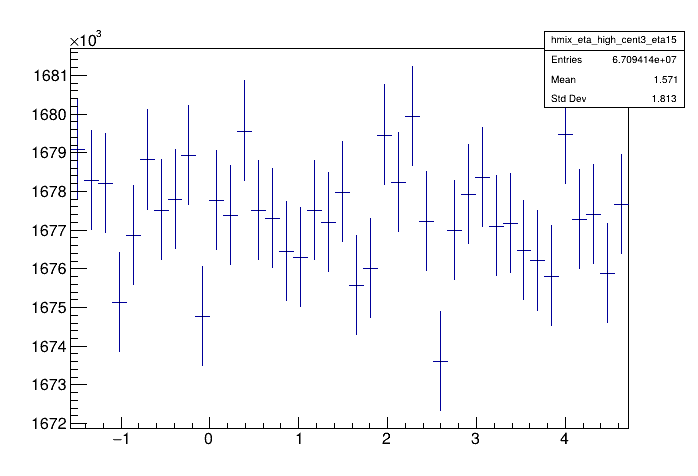 ×10³
hmix_eta_high_cent3_eta15
Entries 6.709414e+07
Mean 1.571
Std Dev 1.813
1681
1680
1679
1678
1677
1676
1675
1674
1673
1672
−1 0 1 2 3 4